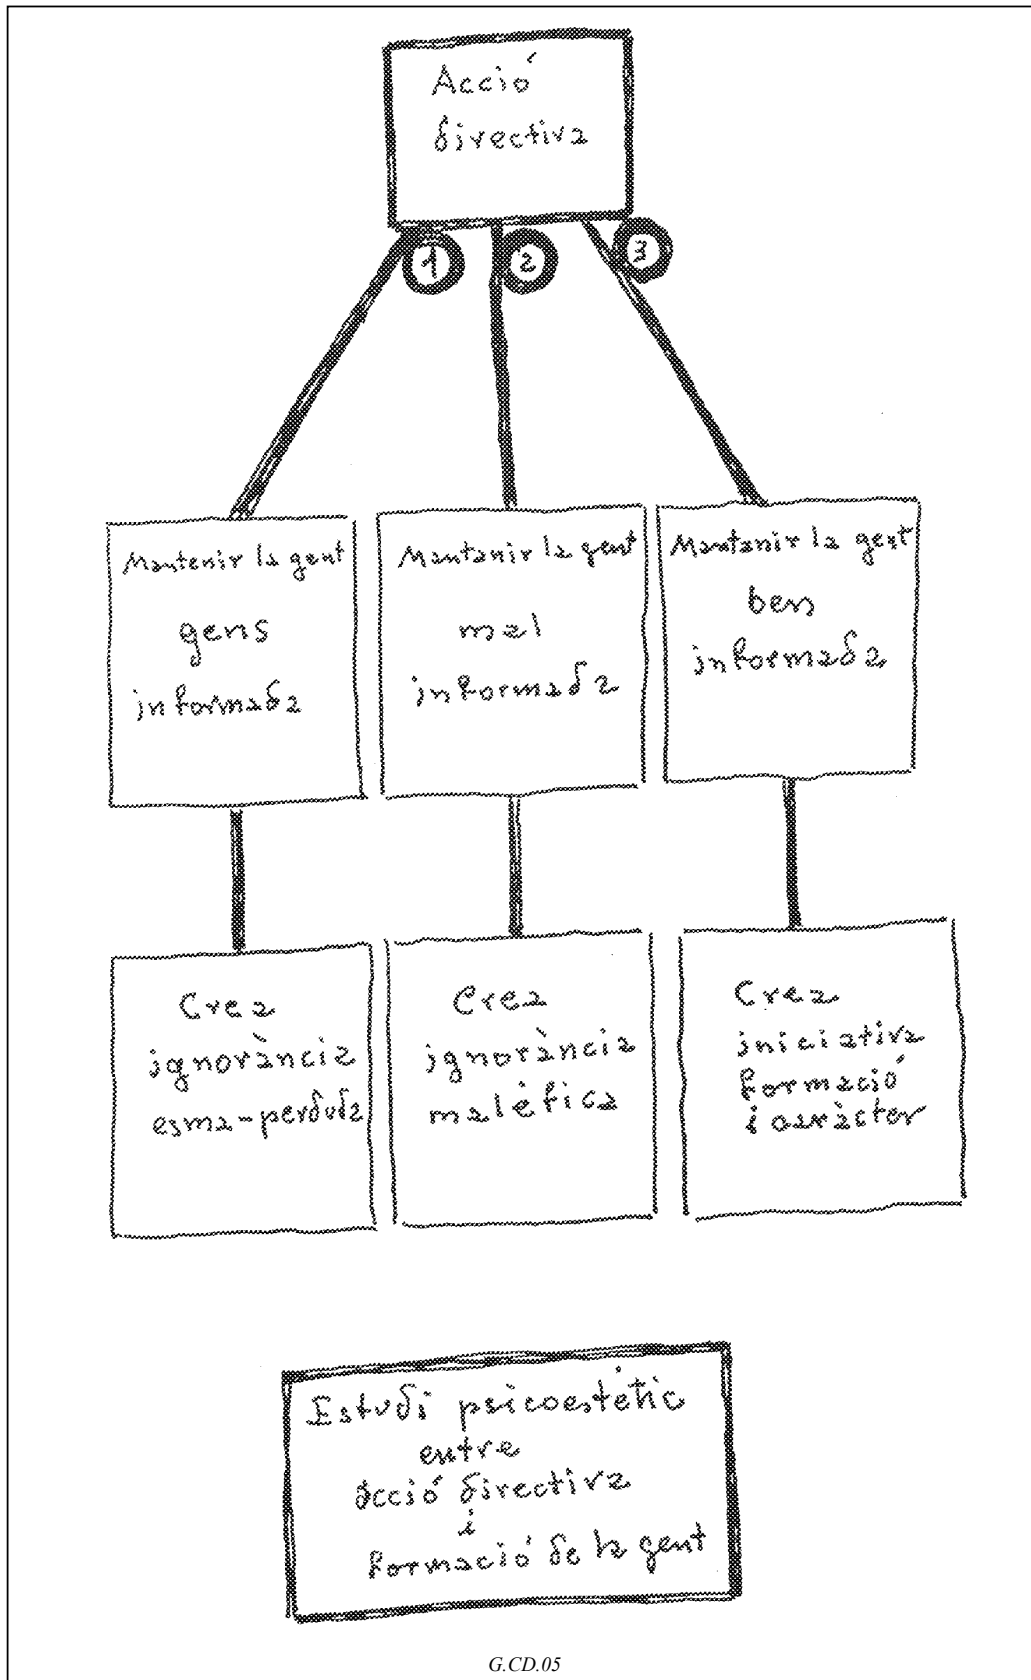 Acció
directiva
1
2
3
Mantenir la gent
gens
informada
Mantanir la gent
mal
informada
Mantanir la gent
ben
informada
Crea
ignorància
esma-perduda
Crea
ignorància
malèfica
Crea
iniciativa
formació
i caràcter
Estudi psicoestètic
entre
acció directiva
i
formació de la gent
G.CD.05